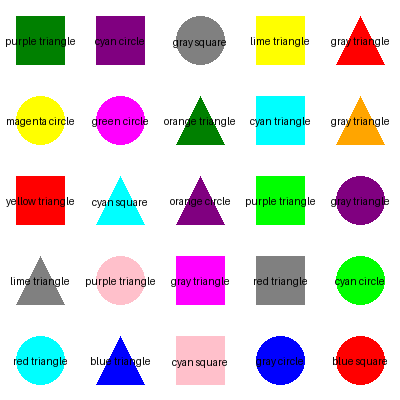 purple triangle
cyan circle
gray square
lime triangle
gray triangle
magenta circle
green circle
orange triangle
cyan triangle
gray triangle
yellow triangle
cyan square
orange circle
purple triangle
gray triangle
lime triangle
purple triangle
gray triangle
red triangle
cyan circle
red triangle
blue triangle
cyan square
gray circle
blue square